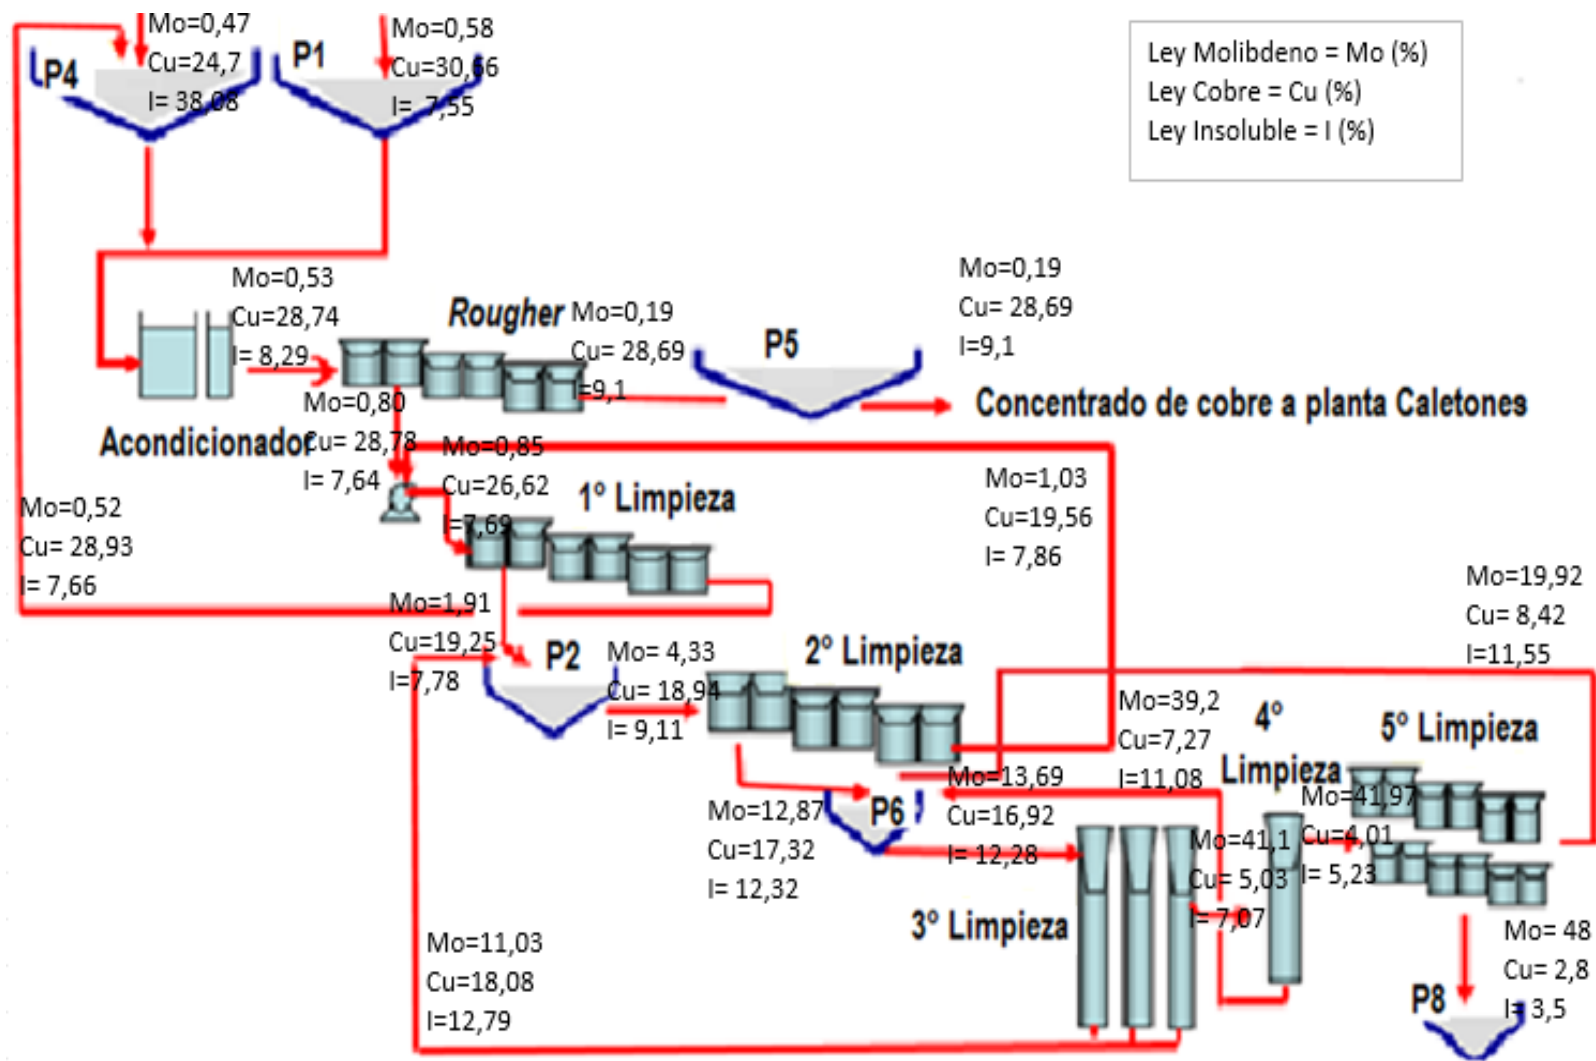 Mo=0,47
Cu=24,7
I= 38,08
P4
Mo=0,58
Cu=30,66
I= 7,55
P1
Ley Molibdeno = Mo (%)
Ley Cobre = Cu (%)
Ley Insoluble = I (%)
Mo=0,53
Cu=28,74
I= 8,29
Rougher
Mo=0,19
Cu= 28,69
I=9,1
P5
Mo=0,19
Cu= 28,69
I=9,1
Concentrado de cobre a planta Caletones
Acondicionador
Mo=0,80
Cu= 28,78
I= 7,64
Mo=0,85
Cu=26,62
I=7,69
1º Limpieza
Mo=1,03
Cu=19,56
I= 7,86
Mo=0,52
Cu= 28,93
I= 7,66
Mo=19,92
Cu= 8,42
I=11,55
Mo=1,91
Cu=19,25
I=7,78
P2
Mo= 4,33
Cu= 18,94
I= 9,11
2º Limpieza
Mo=39,2
Cu=7,27
I=11,08
4º
Limpieza
5º Limpieza
Mo=12,87
Cu=17,32
I= 12,32
P6
Mo=13,69
Cu=16,92
I= 12,28
Mo=41,1
Cu= 5,03
I= 7,07
Mo=41,97
Cu=4,01
I= 5,23
3º Limpieza
Mo=11,03
Cu=18,08
I=12,79
Mo= 48
Cu= 2,8
I= 3,5
P8